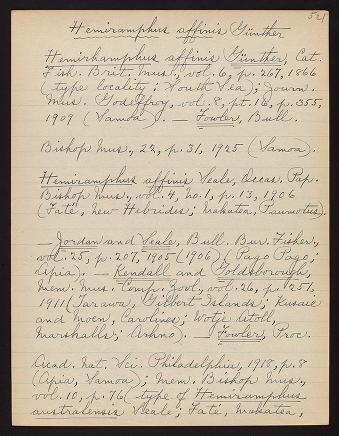 521
Hemiramphus affinis Günther
Hemirhamphus affinis Günther, Cat.
Fish. Brit. Mus., vol. 6, p. 267, 1866
(type locality: South Sea); Journ.
Mus. Godeffroy, vol. 8, pt. 16, p. 355,
1909 (Samoa). — Fowler, Bull.
Bishop Mus., 22, p. 31, 1925 (Samoa).
Hemiramphus affinis Seale, Occas. Pap.
Bishop Mus., vol. 4, no. 1, p. 13, 1906
(Faté, New Hebrides; Makatea, Paumotus).
— Jordan and Seale, Bull. Bur. Fisher.,
vol. 25, p. 207, 1905 (1906) (Pago Pago;
Apia). — Kendall and Goldsborough,
Mem. Mus. Comp. Zool., vol. 26, p. 251,
1911 (Tarawa, Gilbert Islands; Kusaie
and Moen, Carolines; Wotje Atoll,
Marshalls; Arhno). — Fowler, Proc.
Acad. Nat. Sci. Philadelphia, 1918, p. 8
(Apia, Samoa); Mem. Bishop Mus.,
vol. 10, p. 76 (type of Hemiramphus
australensis Seale; Faté, Makatea,